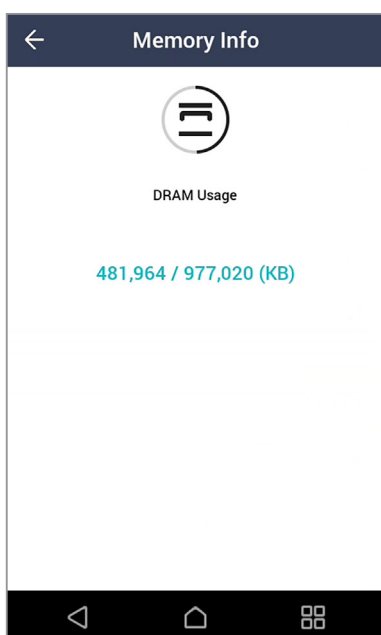 Memory Info
DRAM Usage
481,964 / 977,020 (KB)